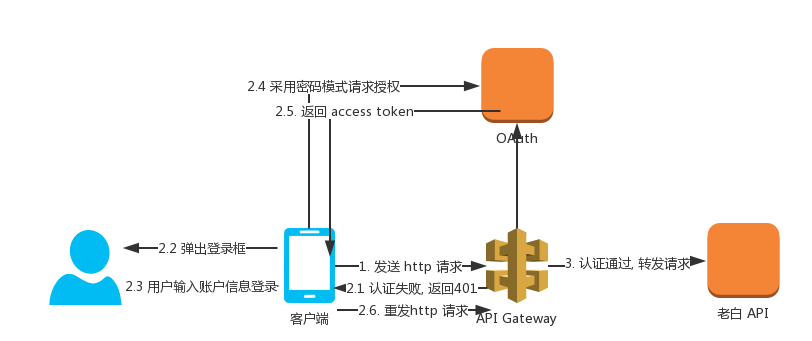 2.4 采用密码模式请求授权
2.5. 返回 access token
OAuth
2.2 弹出登录框
2.3 用户输入账户信息登录
1. 发送 http 请求
3. 认证通过, 转发请求
2.1 认证失败, 返回401
2.6. 重发http 请求
客户端
API Gateway
老白 API